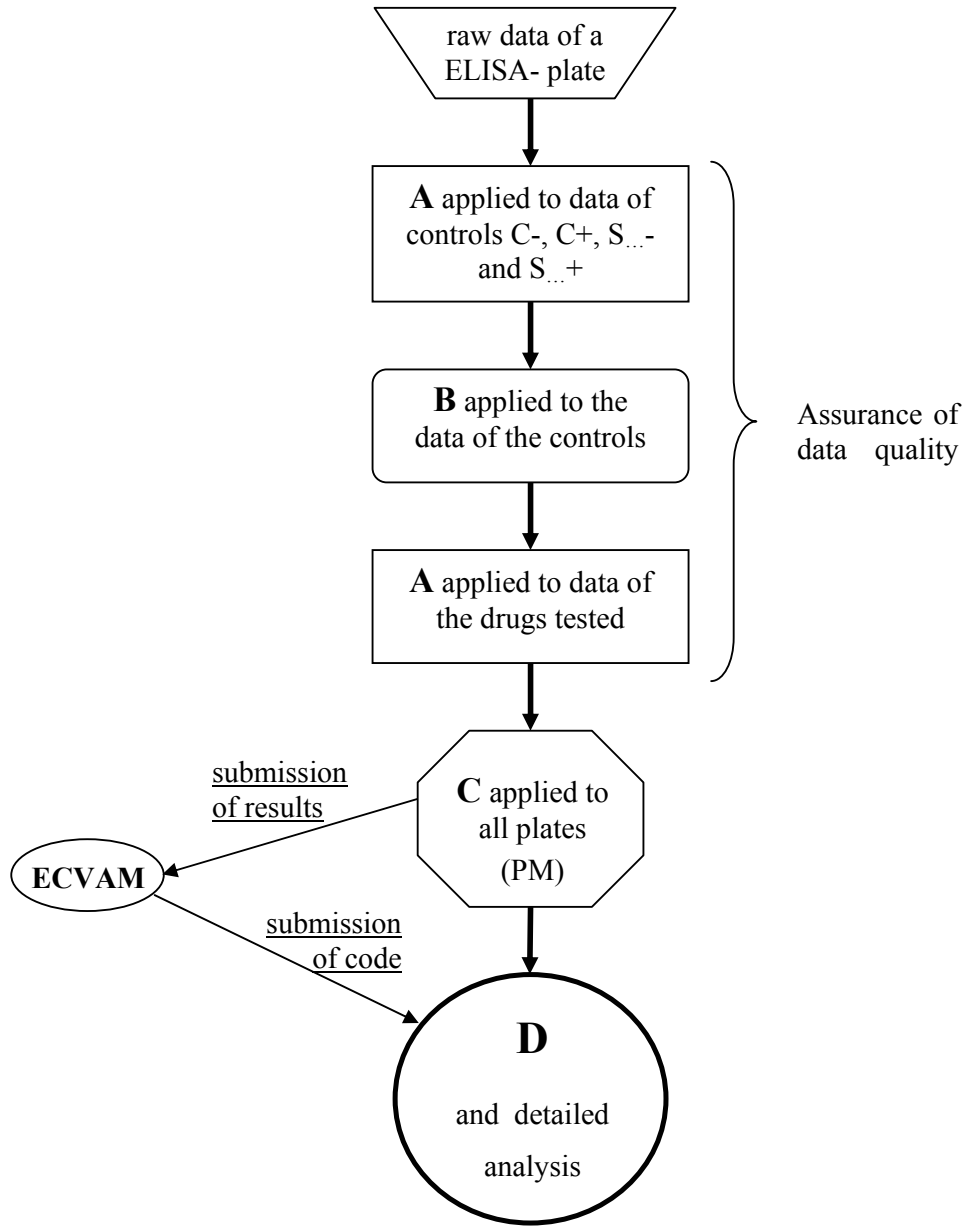 raw data of a
ELISA- plate
A applied to data of
controls C-, C+, S...-
and S...+
B applied to the
data of the controls
Assurance of
data quality
A applied to data of
the drugs tested
C applied to
all plates
(PM)
submission
of results
ECVAM
submission
of code
D
and detailed
analysis